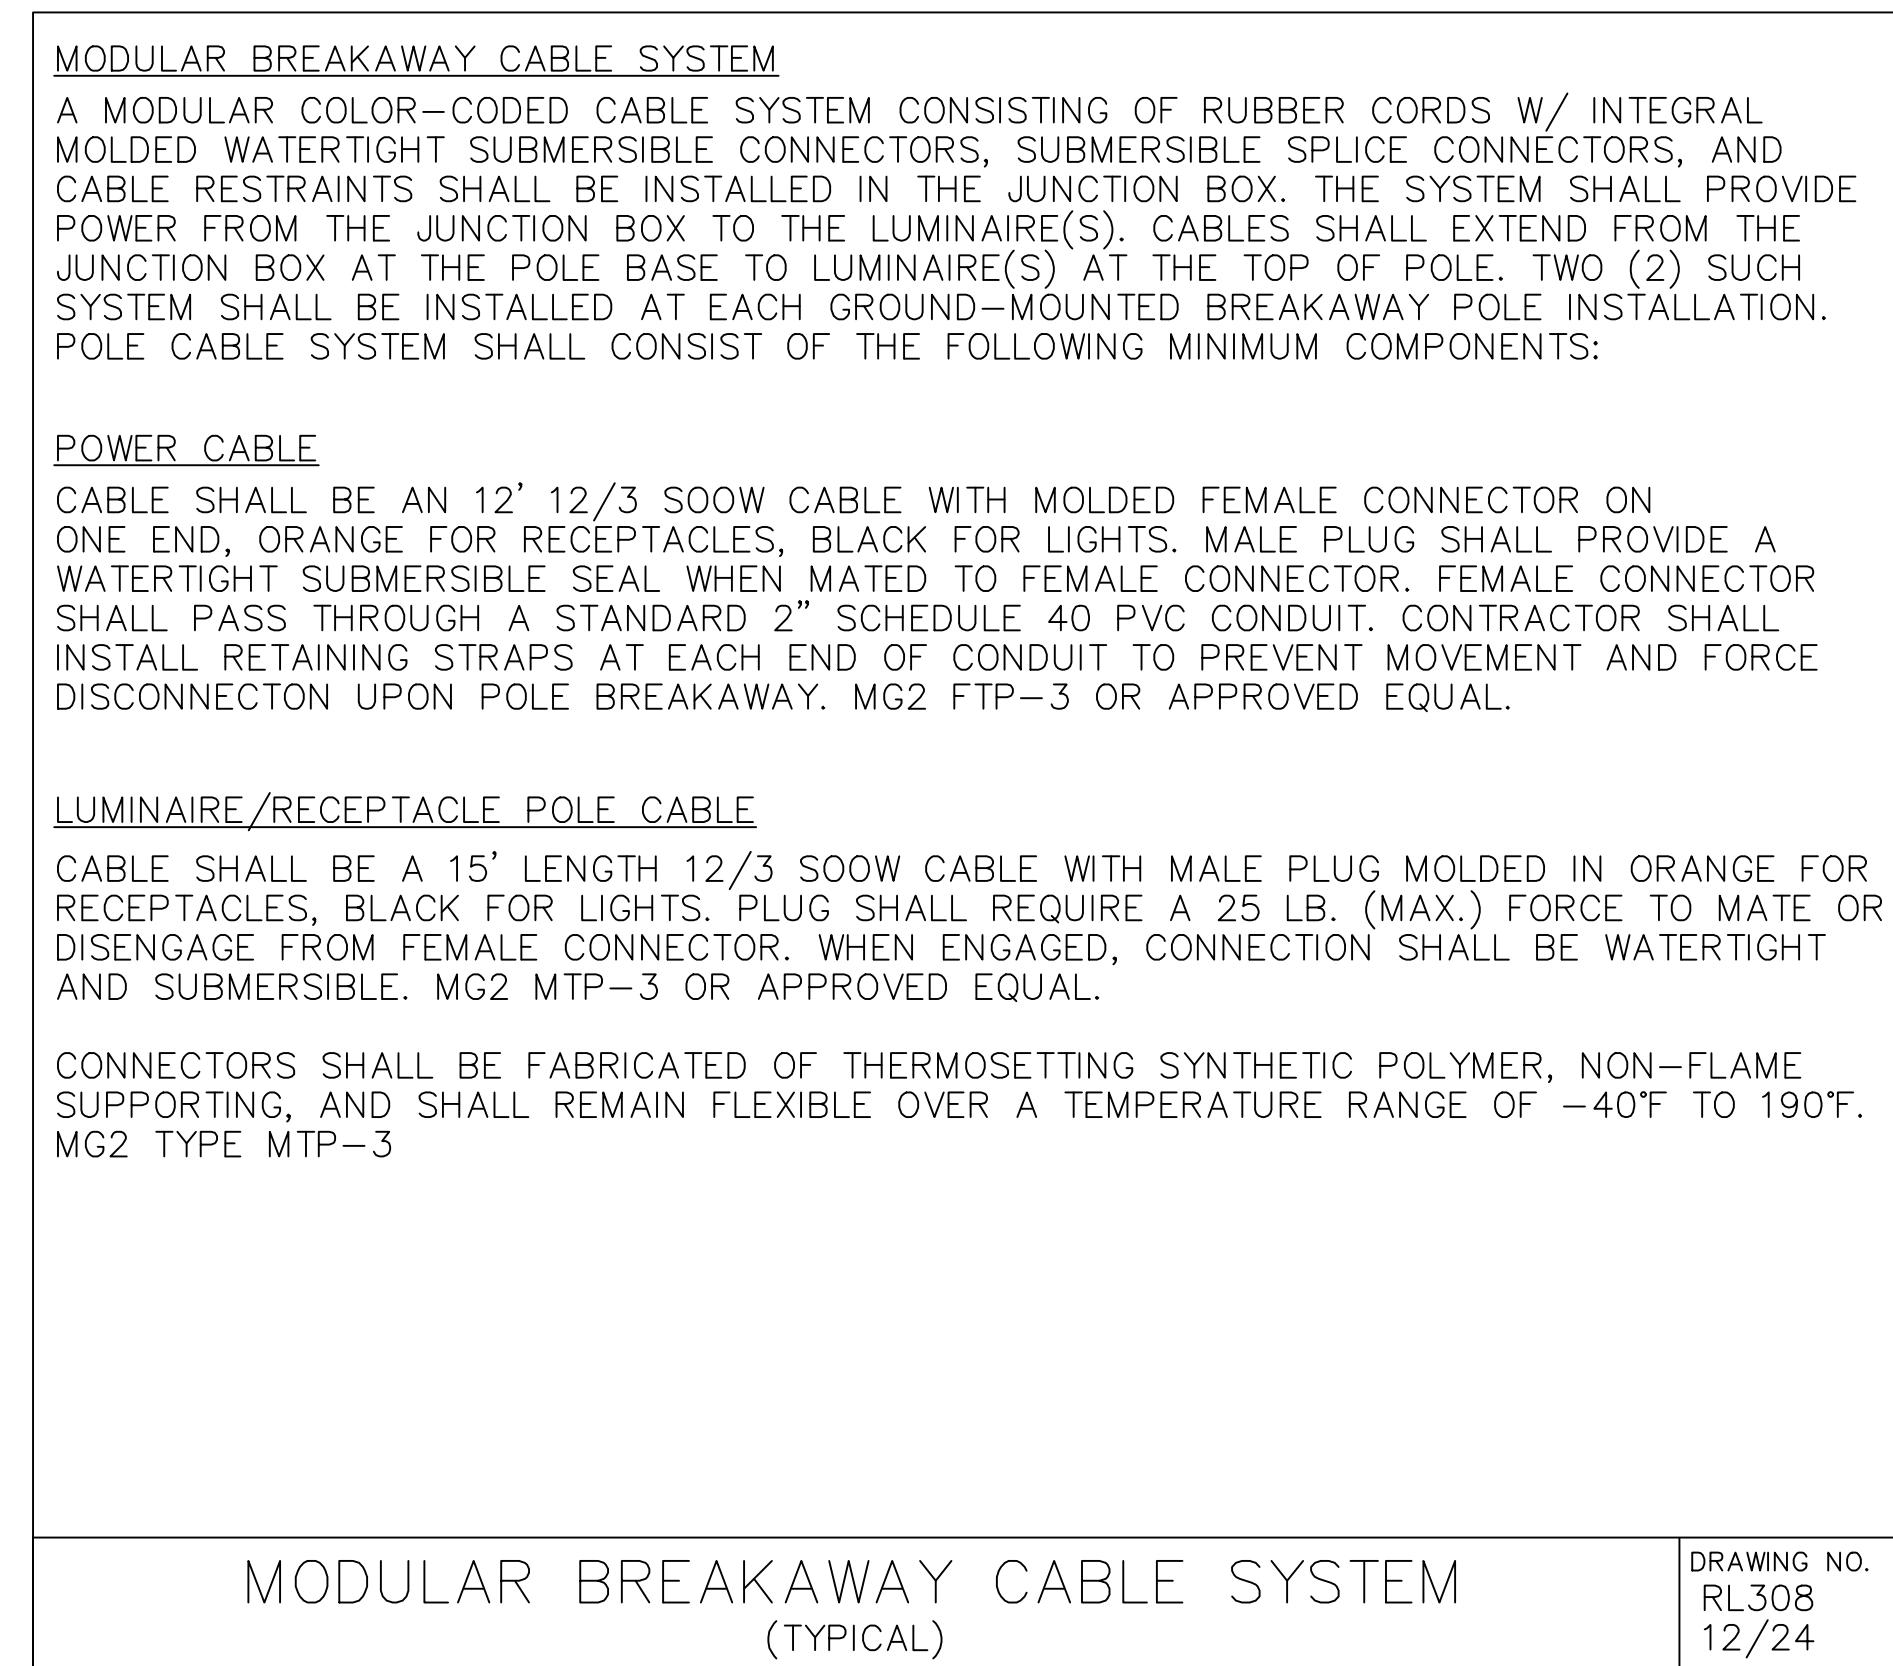 MODULAR BREAKAWAY CABLE SYSTEM
A MODULAR COLOR-CODED CABLE SYSTEM CONSISTING OF RUBBER CORDS W/ INTEGRAL
MOLDED WATERTIGHT SUBMERSIBLE CONNECTORS, SUBMERSIBLE SPLICE CONNECTORS, AND
CABLE RESTRAINTS SHALL BE INSTALLED IN THE JUNCTION BOX. THE SYSTEM SHALL PROVIDE
POWER FROM THE JUNCTION BOX TO THE LUMINAIRE(S). CABLES SHALL EXTEND FROM THE
JUNCTION BOX AT THE POLE BASE TO LUMINAIRE(S) AT THE TOP OF POLE. TWO (2) SUCH
SYSTEM SHALL BE INSTALLED AT EACH GROUND-MOUNTED BREAKAWAY POLE INSTALLATION.
POLE CABLE SYSTEM SHALL CONSIST OF THE FOLLOWING MINIMUM COMPONENTS:
POWER CABLE
CABLE SHALL BE AN 12' 12/3 SOOW CABLE WITH MOLDED FEMALE CONNECTOR ON
ONE END, ORANGE FOR RECEPTACLES, BLACK FOR LIGHTS. MALE PLUG SHALL PROVIDE A
WATERTIGHT SUBMERSIBLE SEAL WHEN MATED TO FEMALE CONNECTOR. FEMALE CONNECTOR
SHALL PASS THROUGH A STANDARD 2" SCHEDULE 40 PVC CONDUIT. CONTRACTOR SHALL
INSTALL RETAINING STRAPS AT EACH END OF CONDUIT TO PREVENT MOVEMENT AND FORCE
DISCONNECTON UPON POLE BREAKAWAY. MG2 FTP-3 OR APPROVED EQUAL.
LUMINAIRE/RECEPTACLE POLE CABLE
CABLE SHALL BE A 15' LENGTH 12/3 SOOW CABLE WITH MALE PLUG MOLDED IN ORANGE FOR
RECEPTACLES, BLACK FOR LIGHTS. PLUG SHALL REQUIRE A 25 LB. (MAX.) FORCE TO MATE OR
DISENGAGE FROM FEMALE CONNECTOR. WHEN ENGAGED, CONNECTION SHALL BE WATERTIGHT
AND SUBMERSIBLE. MG2 MTP-3 OR APPROVED EQUAL.
CONNECTORS SHALL BE FABRICATED OF THERMOSETTING SYNTHETIC POLYMER, NON-FLAME
SUPPORTING, AND SHALL REMAIN FLEXIBLE OVER A TEMPERATURE RANGE OF -40°F TO 190°F.
MG2 TYPE MTP-3
MODULAR BREAKAWAY CABLE SYSTEM
(TYPICAL)
DRAWING NO.
RL308
12/24